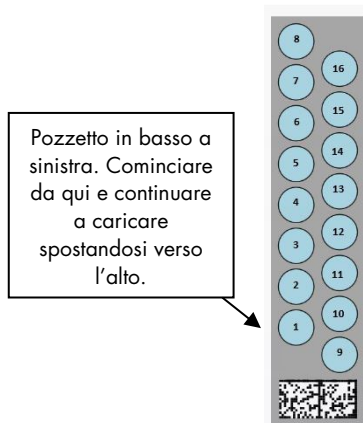 Pozzetto in basso a
sinistra. Cominciare
da qui e continuare
a caricare
spostandosi verso
l’alto.
8
16
7
15
6
14
5
13
4
12
3
11
2
10
1
9